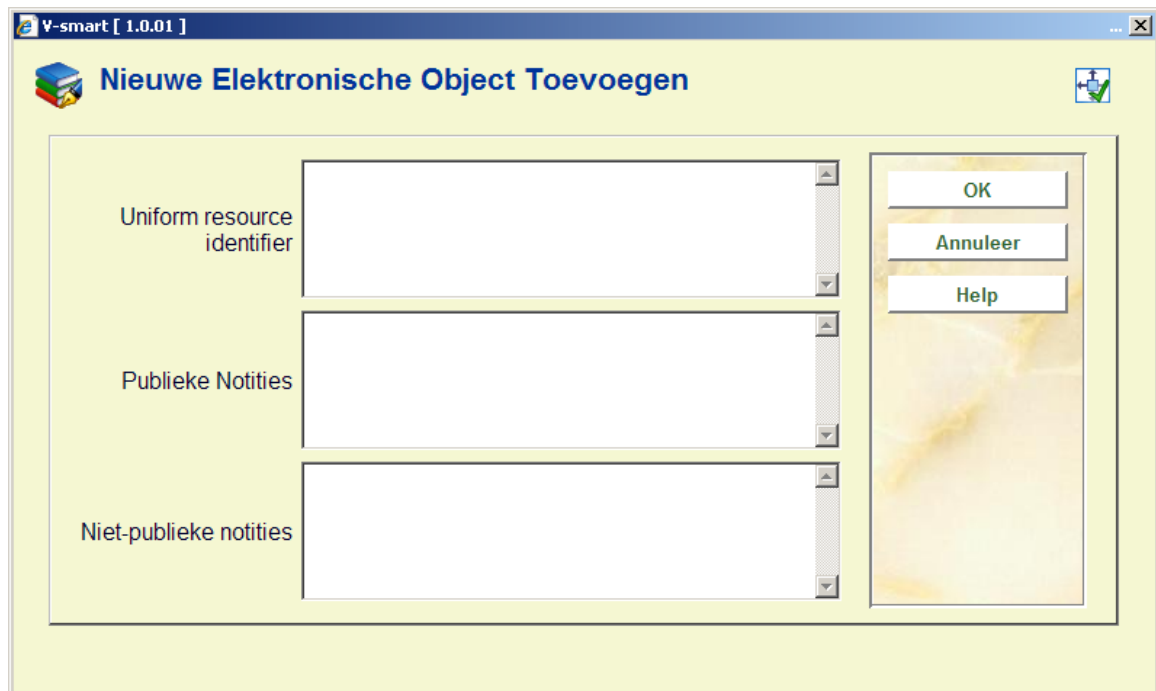 V-smart [ 1.0.01 ]
...
Nieuwe Elektronische Object Toevoegen
Uniform resource
identifier
Publieke Notities
Niet-publieke notities
OK
Annuleer
Help